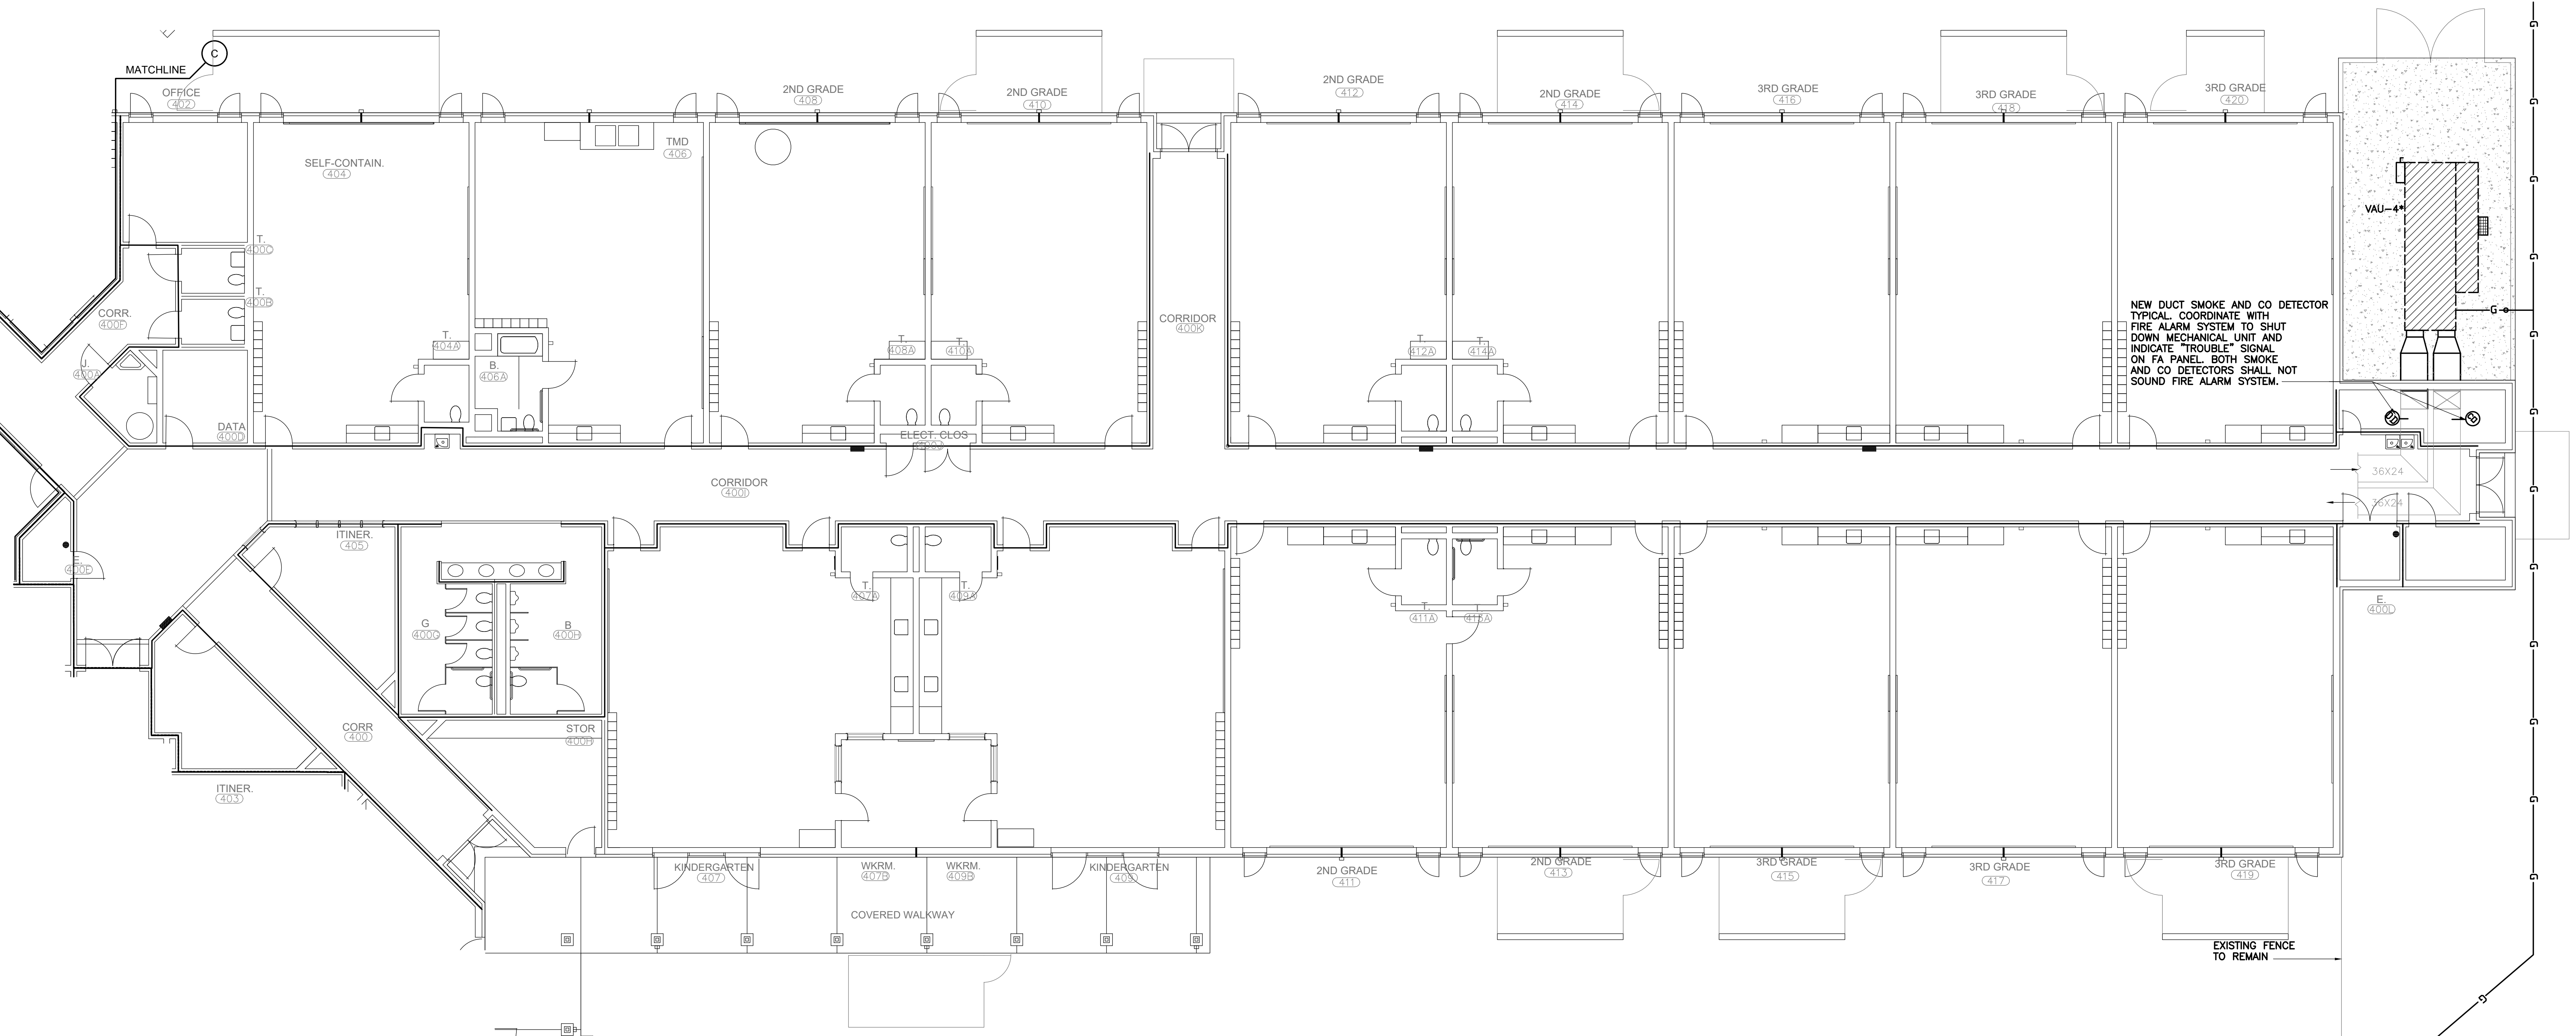 C
MATCHLINE
OFFICE
402
SELF-CONTAIN.
404
TMD
406
2ND GRADE
408
2ND GRADE
410
2ND GRADE
412
2ND GRADE
414
3RD GRADE
416
3RD GRADE
418
3RD GRADE
420
VAU-4*
G
G
G
G
G
G
G
G
G
G
G
G
G
G
NEW DUCT SMOKE AND CO DETECTOR
TYPICAL. COORDINATE WITH
FIRE ALARM SYSTEM TO SHUT
DOWN MECHANICAL UNIT AND
INDICATE "TROUBLE" SIGNAL
ON FA PANEL. BOTH SMOKE
AND CO DETECTORS SHALL NOT
SOUND FIRE ALARM SYSTEM.
T.
400C
T.
400B
CORR.
400F
J.
400A
DATA
400D
T.
404A
B.
406A
T.
408A
T.
410A
ELECT. CLOS
CORRIDOR
400K
T.
412A
T.
414A
CORRIDOR
400I
36X24
36X24
E.
400E
ITINER.
405
G
400G
B
400H
T.
407A
T.
409A
T.
411A
T.
413A
E.
400L
CORR
400
STOR
400H
ITINER.
403
KINDERGARTEN
407
WKRM.
407B
WKRM.
409B
KINDERGARTEN
409
2ND GRADE
411
2ND GRADE
413
3RD GRADE
415
3RD GRADE
417
3RD GRADE
419
COVERED WALKWAY
EXISTING FENCE
TO REMAIN